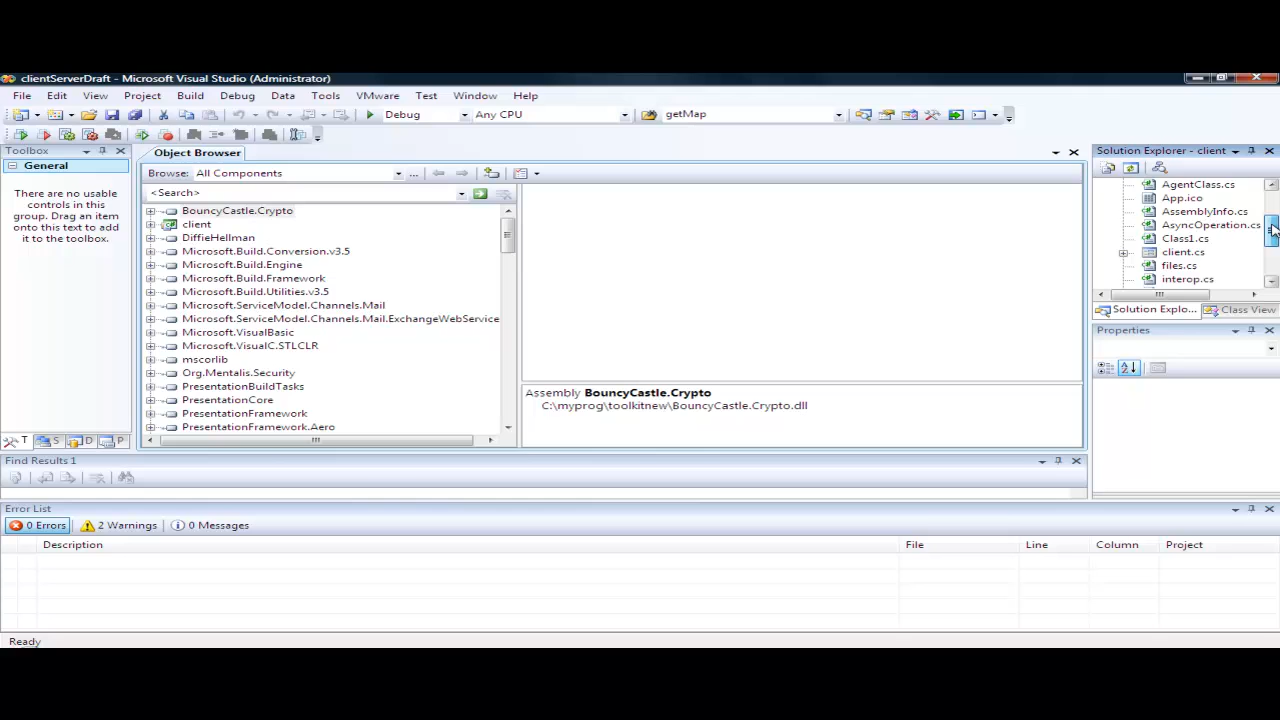 clientServerDraft - Microsoft Visual Studio (Administrator)
File Edit View Project Build Debug Data Tools VMware Test Window Help
Debug Any CPU getMap
Toolbox
General
There are no usable
controls in this
group. Drag an item
onto this text to add
it to the toolbox.
T S D P
Object Browser
Browse: All Components ...
<Search>
BouncyCastle.Crypto
client
DiffieHellman
Microsoft.Build.Conversion.v3.5
Microsoft.Build.Engine
Microsoft.Build.Framework
Microsoft.Build.Utilities.v3.5
Microsoft.ServiceModel.Channels.Mail
Microsoft.ServiceModel.Channels.Mail.ExchangeWebService
Microsoft.VisualBasic
Microsoft.VisualC.STLCLR
mscorlib
Org.Mentalis.Security
PresentationBuildTasks
PresentationCore
PresentationFramework
PresentationFramework.Aero
Assembly BouncyCastle.Crypto
C:\myprog\toolkitnew\BouncyCastle.Crypto.dll
Solution Explorer - client
AgentClass.cs
App.ico
AssemblyInfo.cs
AsyncOperation.cs
Class1.cs
client.cs
files.cs
interop.cs
Solution Explo... Class View
Properties
Find Results 1
Error List
0 Errors 2 Warnings 0 Messages
Description File Line Column Project
Ready